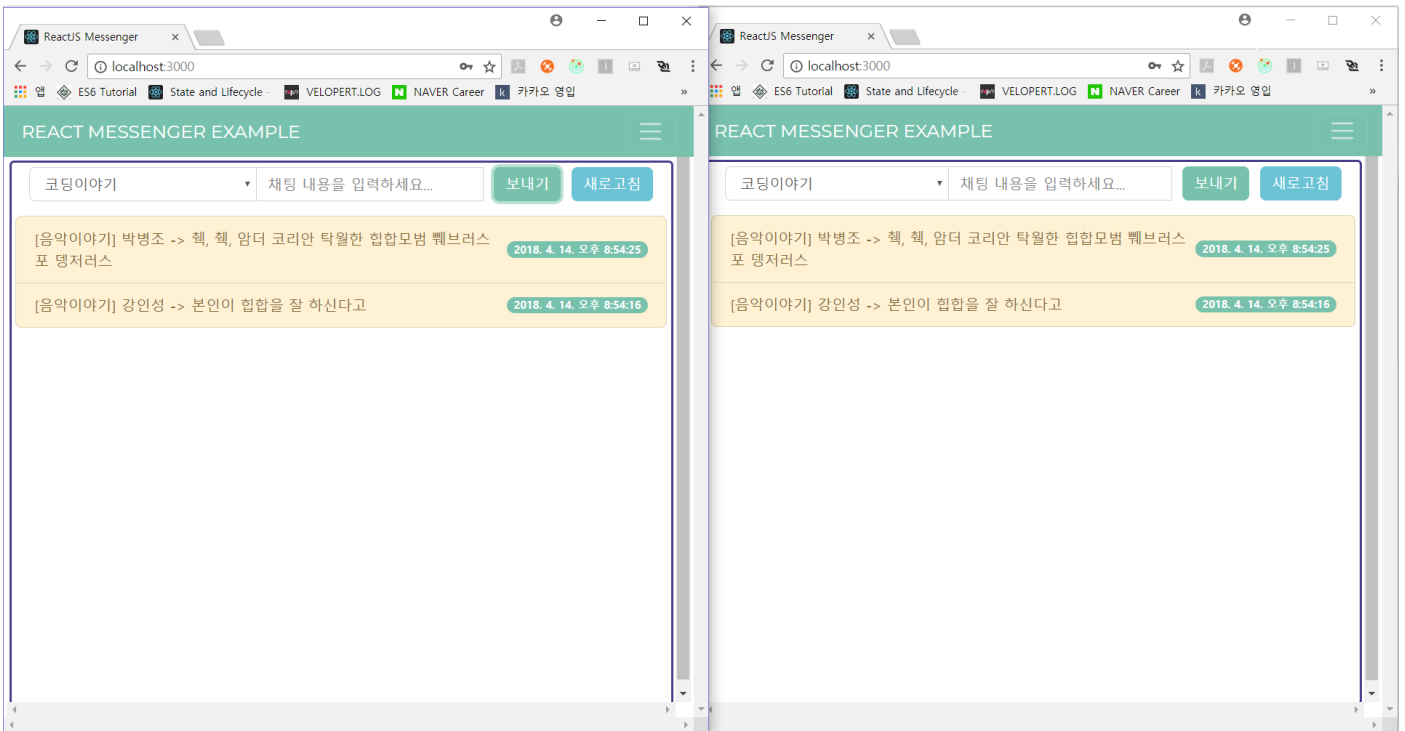 ReactJS Messenger
localhost:3000
앱 ES6 Tutorial State and Lifecycle - VELOPERT.LOG N NAVER Career k 카카오 영입 »
REACT MESSENGER EXAMPLE
코딩이야기 채팅 내용을 입력하세요... 보내기 새로고침
[음악이야기] 박병조 -> 췍, 췍, 암더 코리안 탁월한 힙합모범 쀄브러스
포 뎅저러스
2018. 4. 14. 오후 8:54:25
[음악이야기] 강인성 -> 본인이 힙합을 잘 하신다고
2018. 4. 14. 오후 8:54:16
ReactJS Messenger
localhost:3000
앱 ES6 Tutorial State and Lifecycle - VELOPERT.LOG N NAVER Career k 카카오 영입 »
REACT MESSENGER EXAMPLE
코딩이야기 채팅 내용을 입력하세요... 보내기 새로고침
[음악이야기] 박병조 -> 췍, 췍, 암더 코리안 탁월한 힙합모범 쀄브러스
포 뎅저러스
2018. 4. 14. 오후 8:54:25
[음악이야기] 강인성 -> 본인이 힙합을 잘 하신다고
2018. 4. 14. 오후 8:54:16